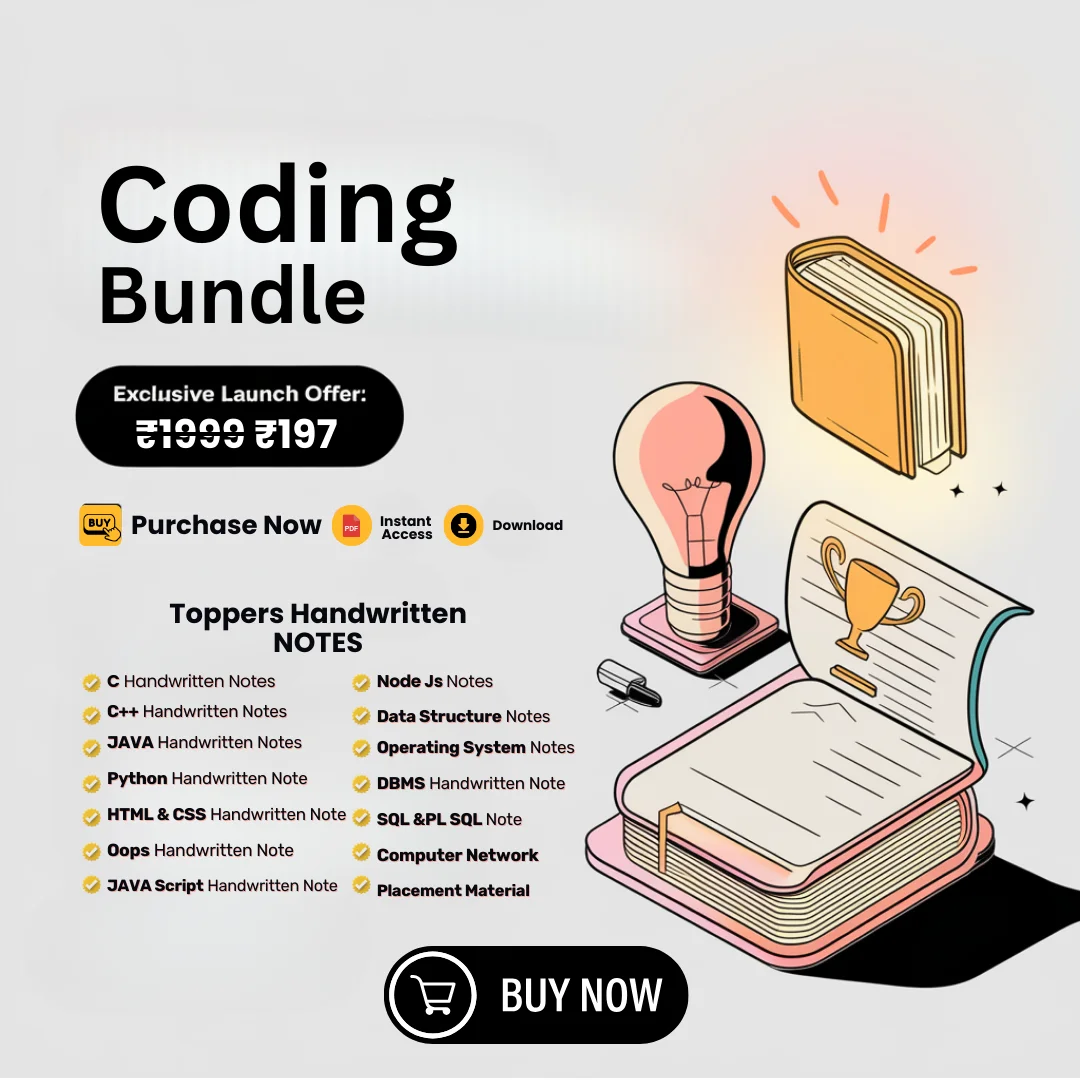 Coding
Bundle
Exclusive Launch Offer:
₹1999 ₹197
BUY
Purchase Now
PDF
Instant
Access
Download
Toppers Handwritten
NOTES
C Handwritten Notes
C++ Handwritten Notes
JAVA Handwritten Notes
Python Handwritten Note
HTML & CSS Handwritten Note
Oops Handwritten Note
JAVA Script Handwritten Note
Node Js Notes
Data Structure Notes
Operating System Notes
DBMS Handwritten Note
SQL &PL SQL Note
Computer Network
Placement Material
BUY NOW